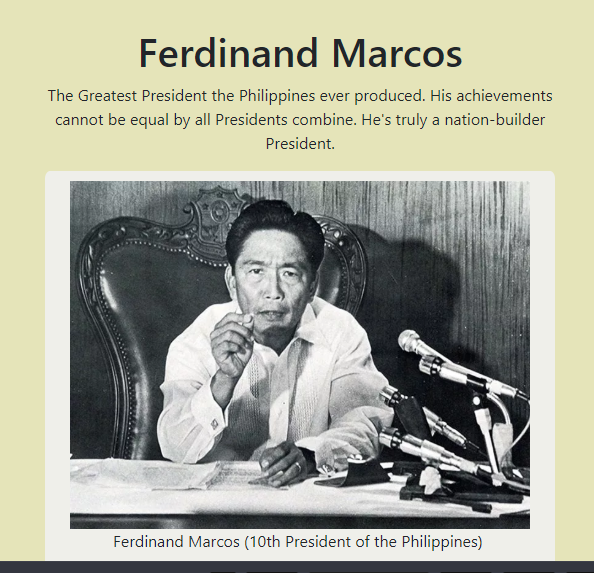 Ferdinand Marcos
The Greatest President the Philippines ever produced. His achievements
cannot be equal by all Presidents combine. He's truly a nation-builder
President.
Ferdinand Marcos (10th President of the Philippines)